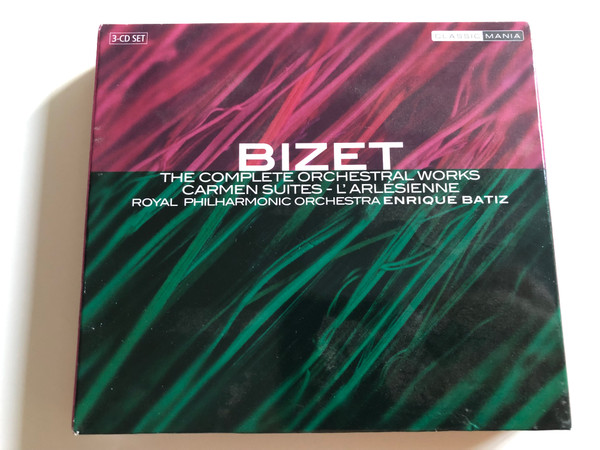 3-CD SET
CLASSIC MANIA
BIZET
THE COMPLETE ORCHESTRAL WORKS
CARMEN SUITES - L'ARLÉSIENNE
ROYAL PHILHARMONIC ORCHESTRA ENRIQUE BATIZ